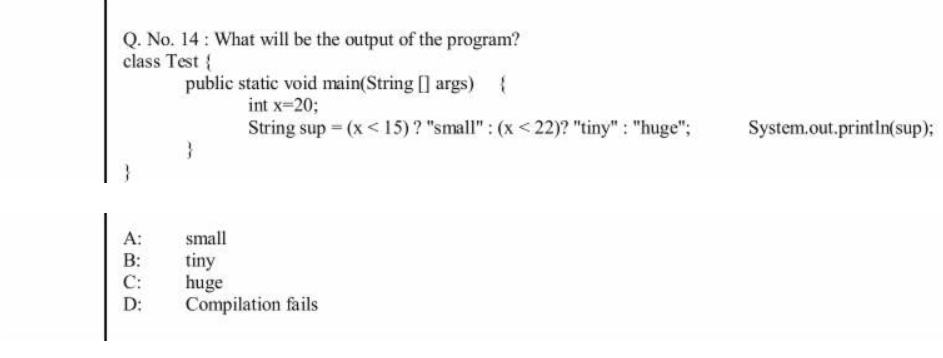 Q. No. 14 : What will be the output of the program?
class Test {
public static void main(String [] args) {
int x=20;
String sup = (x < 15) ? "small" : (x < 22)? "tiny" : "huge"; System.out.println(sup);
}
}
A: small
B: tiny
C: huge
D: Compilation fails